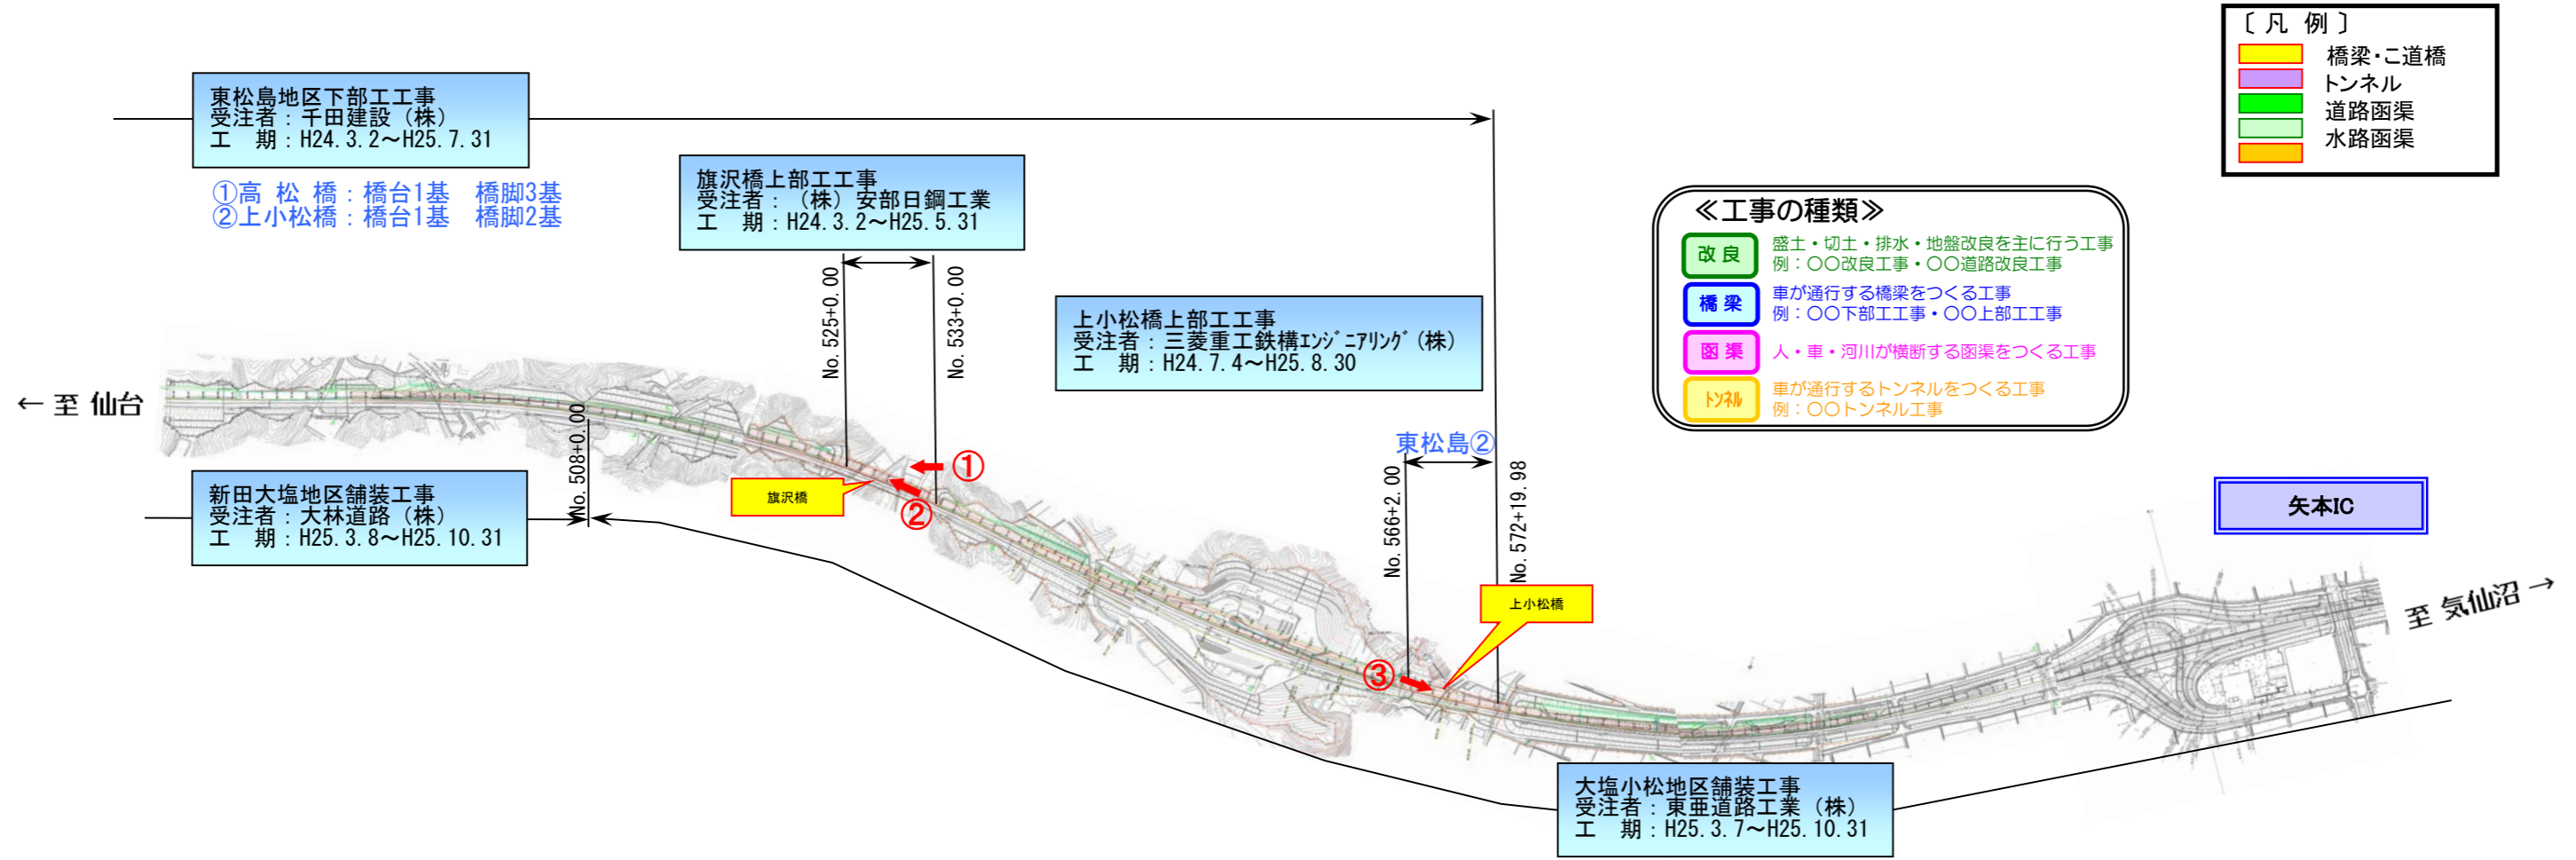 〔 凡 例 〕
橋梁・こ道橋
トンネル
道路函渠
水路函渠
東松島地区下部工工事
受注者：千田建設（株）
工 期：H24.3.2～H25.7.31
①高 松 橋：橋台1基 橋脚3基
②上小松橋：橋台1基 橋脚2基
旗沢橋上部工工事
受注者：（株）安部日鋼工業
工 期：H24.3.2～H25.5.31
≪工事の種類≫
改良
盛土・切土・排水・地盤改良を主に行う工事
例：〇〇改良工事・〇〇道路改良工事
橋梁
車が通行する橋梁をつくる工事
例：〇〇下部工工事・〇〇上部工工事
函渠
人・車・河川が横断する函渠をつくる工事
トンネル
車が通行するトンネルをつくる工事
例：〇〇トンネル工事
No.525+0.00
No.533+0.00
上小松橋上部工工事
受注者：三菱重工鉄構ｴﾝｼﾞﾆｱﾘﾝｸﾞ（株）
工 期：H24.7.4～H25.8.30
← 至 仙台
No.508+0.00
東松島②
①
②
旗沢橋
No.566+2.00
No.572+19.98
新田大塩地区舗装工事
受注者：大林道路（株）
工 期：H25.3.8～H25.10.31
矢本IC
上小松橋
至 気仙沼 →
③
大塩小松地区舗装工事
受注者：東亜道路工業（株）
工 期：H25.3.7～H25.10.31